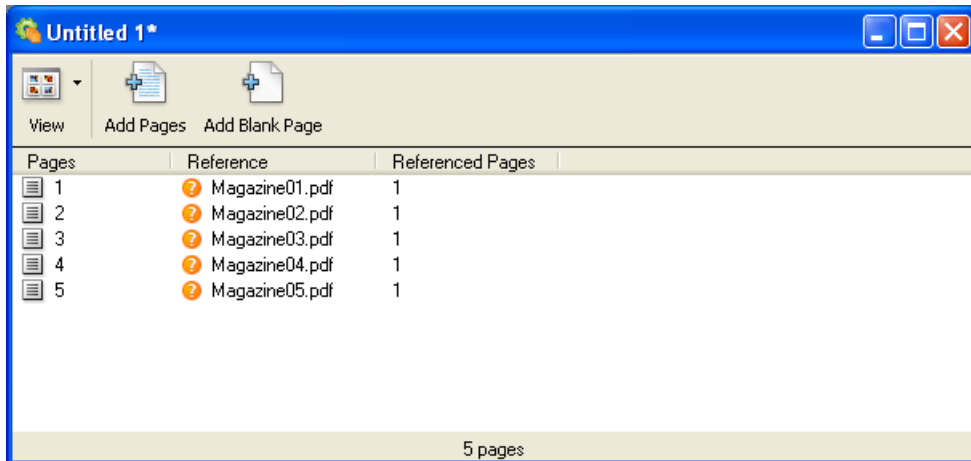 Untitled 1*
View Add Pages Add Blank Page
Pages Reference Referenced Pages
1 Magazine01.pdf 1
2 Magazine02.pdf 1
3 Magazine03.pdf 1
4 Magazine04.pdf 1
5 Magazine05.pdf 1
5 pages